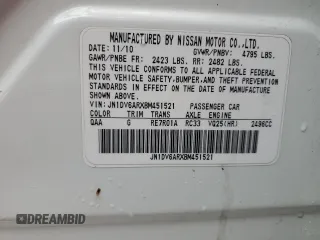 MANUFACTURED BY NISSAN MOTOR CO.,LTD.
DATE: 11/10 GVWR/PNBV: 4795 LBS.
GAWR/PNBE FR: 2423 LBS. RR: 2482 LBS.
THIS VEHICLE CONFORMS TO ALL APPLICABLE FEDERAL
MOTOR VEHICLE SAFETY,BUMPER, AND THEFT PREVENTION
STANDARDS IN EFFECT ON THE DATE OF MANUFACTURE
SHOWN ABOVE.
VIN: JN1DV6ARXBM451521 PASSENGER CAR
COLOR TRIM TRANS AXLE ENGINE
QAA G RE7R01A RC33 VQ25(HR) 2496CC
JN1DV6ARXBM451521
© COPART AND BIDFAX